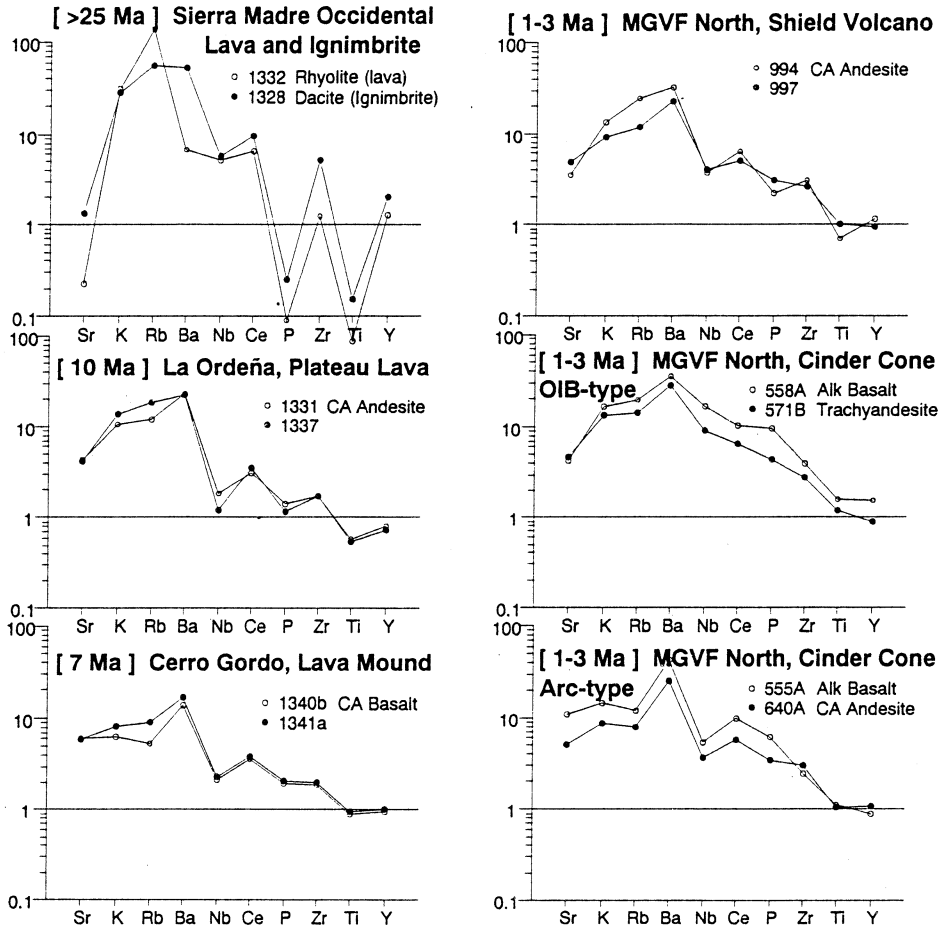 [ >25 Ma ] Sierra Madre Occidental
Lava and Ignimbrite
1332 Rhyolite (lava)
1328 Dacite (Ignimbrite)
100
10
1
0.1
Sr K Rb Ba Nb Ce P Zr Ti Y
[ 10 Ma ] La Ordeña, Plateau Lava
1331 CA Andesite
1337
100
10
1
0.1
Sr K Rb Ba Nb Ce P Zr Ti Y
[ 7 Ma ] Cerro Gordo, Lava Mound
1340b CA Basalt
1341a
100
10
1
0.1
Sr K Rb Ba Nb Ce P Zr Ti Y
[ 1-3 Ma ] MGVF North, Shield Volcano
994 CA Andesite
997
100
10
1
0.1
Sr K Rb Ba Nb Ce P Zr Ti Y
[ 1-3 Ma ] MGVF North, Cinder Cone
OIB-type
558A Alk Basalt
571B Trachyandesite
100
10
1
0.1
Sr K Rb Ba Nb Ce P Zr Ti Y
[ 1-3 Ma ] MGVF North, Cinder Cone
Arc-type
555A Alk Basalt
640A CA Andesite
100
10
1
0.1
Sr K Rb Ba Nb Ce P Zr Ti Y